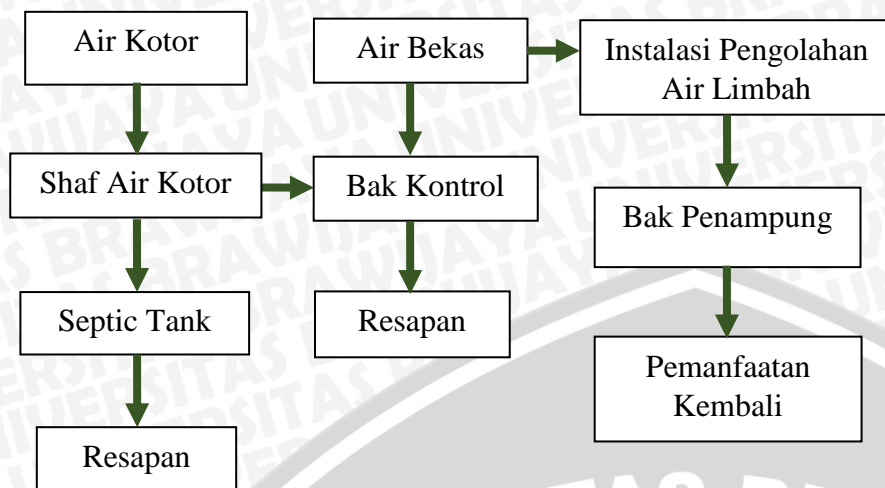 Air Kotor
Air Bekas
Instalasi Pengolahan
Air Limbah
Shaf Air Kotor
Bak Kontrol
Bak Penampung
Septic Tank
Resapan
Pemanfaatan
Kembali
Resapan